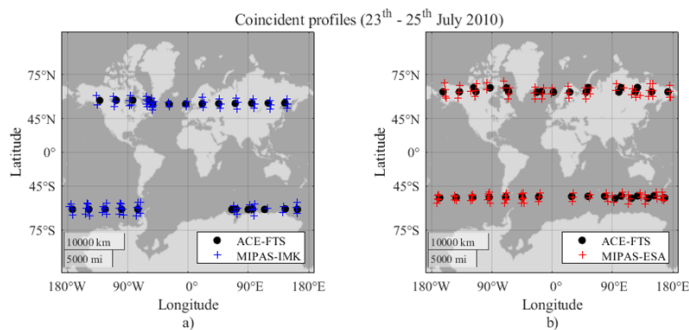 Coincident profiles (23th - 25th July 2010)
75°N
45°N
0°
45°S
75°S
Latitude
10000 km
5000 mi
ACE-FTS
MIPAS-IMK
180°W 90°W 0° 90°E 180°E
Longitude
a)
75°N
45°N
0°
45°S
75°S
Latitude
10000 km
5000 mi
ACE-FTS
MIPAS-ESA
180°W 90°W 0° 90°E 180°E
Longitude
b)